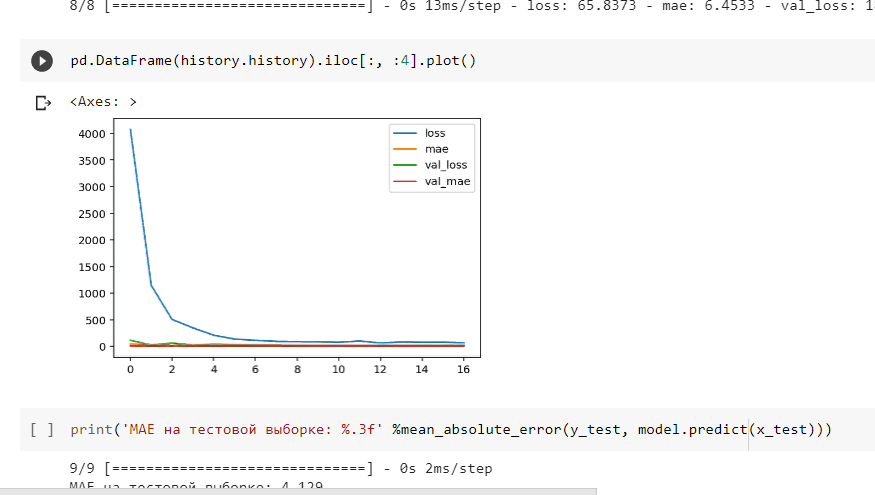 8/8 [==============================] - 0s 13ms/step - loss: 65.8373 - mae: 6.4533 - val_loss:
pd.DataFrame(history.history).iloc[:, :4].plot()
<Axes: >
loss
mae
val_loss
val_mae
4000
3500
3000
2500
2000
1500
1000
500
0
0 2 4 6 8 10 12 14 16
[ ] print('MAE на тестовой выборке: %.3f' %mean_absolute_error(y_test, model.predict(x_test)))
9/9 [==============================] - 0s 2ms/step
MAE на тестовой выборке: 4.129